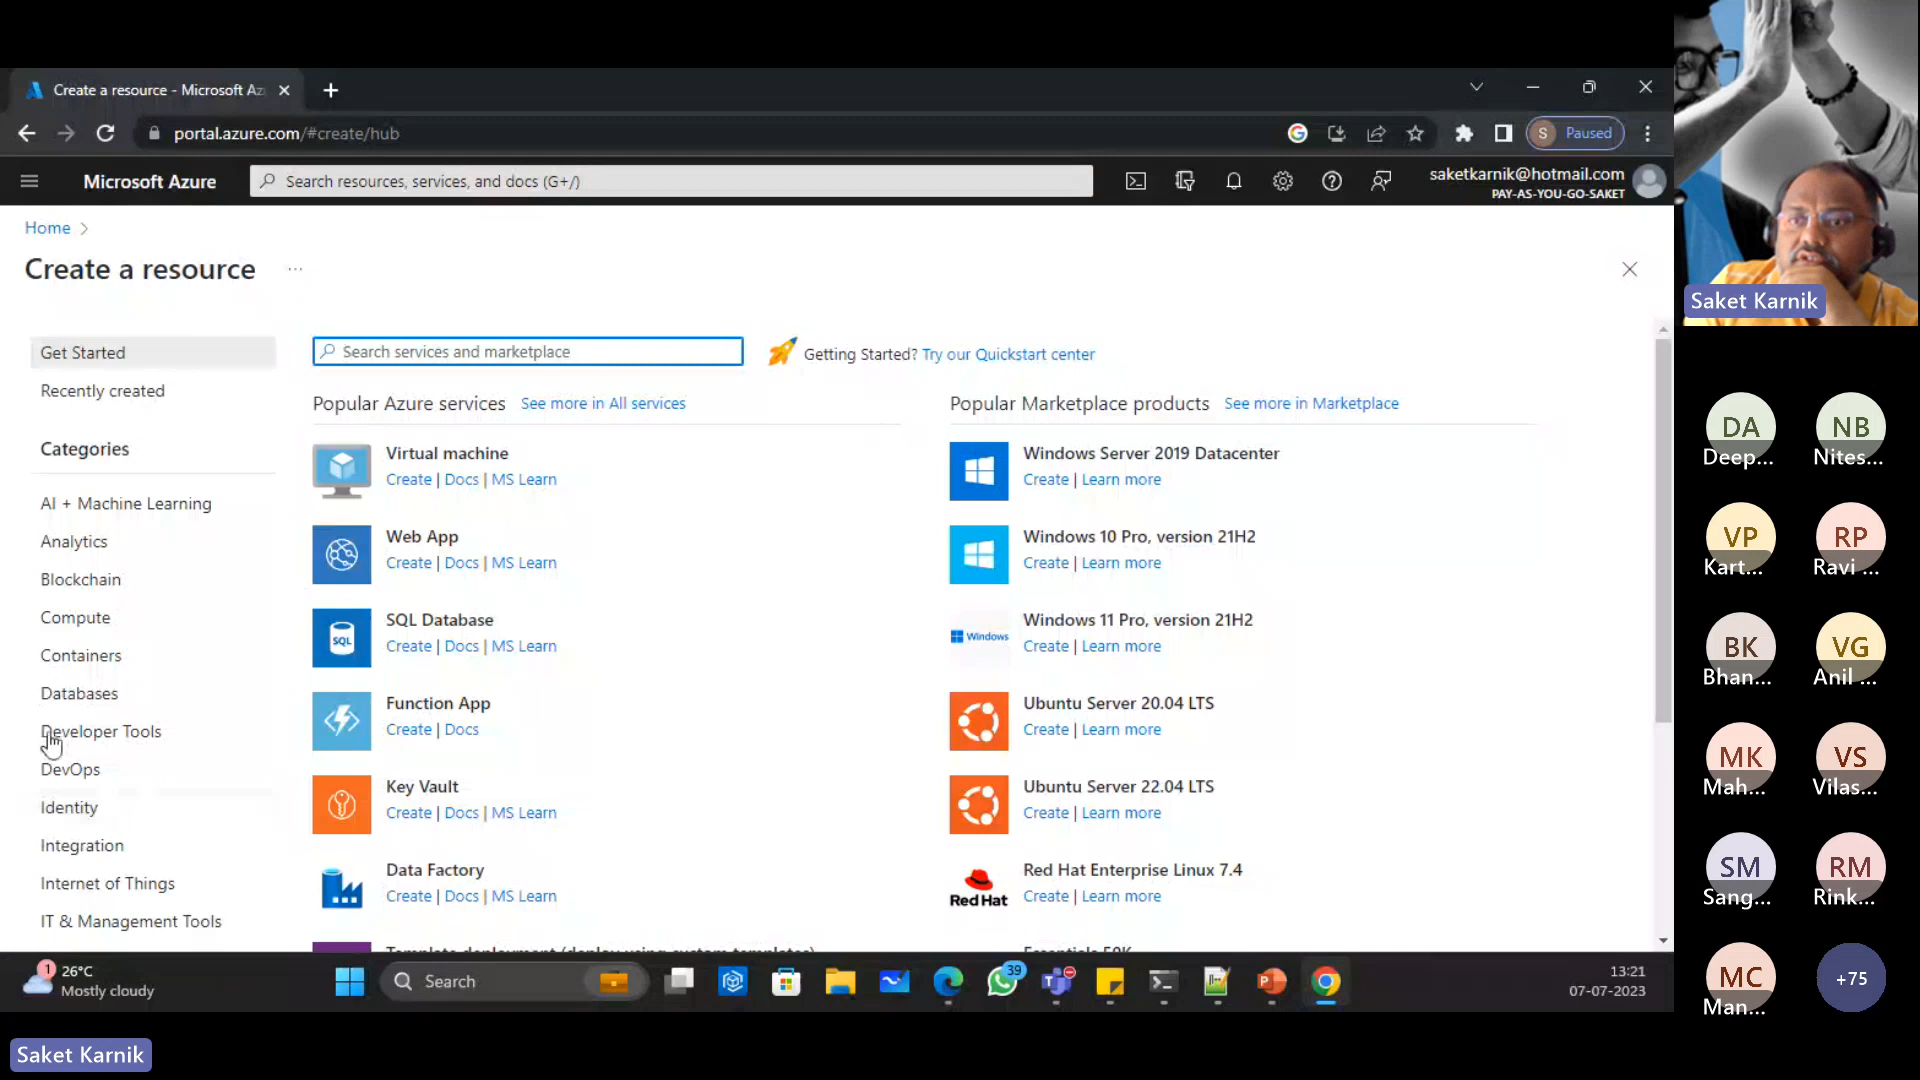 Create a resource - Microsoft Az
portal.azure.com/#create/hub
S Paused
Microsoft Azure
Search resources, services, and docs (G+/)
saketkarnik@hotmail.com
PAY-AS-YOU-GO-SAKET
Home
Create a resource
Get Started
Recently created
Categories
AI + Machine Learning
Analytics
Blockchain
Compute
Containers
Databases
Developer Tools
DevOps
Identity
Integration
Internet of Things
IT & Management Tools
Search services and marketplace
Getting Started? Try our Quickstart center
Popular Azure services See more in All services
Virtual machine
Create | Docs | MS Learn
Web App
Create | Docs | MS Learn
SQL
SQL Database
Create | Docs | MS Learn
Function App
Create | Docs
Key Vault
Create | Docs | MS Learn
Data Factory
Create | Docs | MS Learn
Template deployment (deploy using custom templates)
Popular Marketplace products See more in Marketplace
Windows Server 2019 Datacenter
Create | Learn more
Windows 10 Pro, version 21H2
Create | Learn more
Windows
Windows 11 Pro, version 21H2
Create | Learn more
Ubuntu Server 20.04 LTS
Create | Learn more
Ubuntu Server 22.04 LTS
Create | Learn more
Red Hat
Red Hat Enterprise Linux 7.4
Create | Learn more
1
26°C
Mostly cloudy
Search
39
13:21
07-07-2023
Saket Karnik
Saket Karnik
DA
Deep...
NB
Nites...
VP
Kart...
RP
Ravi ...
BK
Bhan...
VG
Anil ...
MK
Mah...
VS
Vilas...
SM
Sang...
RM
Rink...
MC
Man...
+75